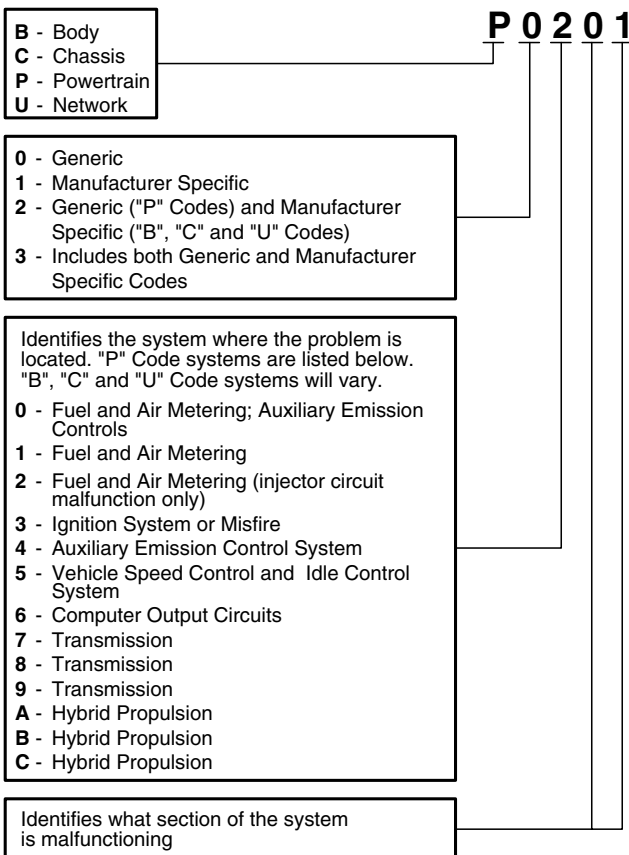 P 0 2 0 1
B - Body
C - Chassis
P - Powertrain
U - Network
0 - Generic
1 - Manufacturer Specific
2 - Generic ("P" Codes) and Manufacturer
Specific ("B", "C" and "U" Codes)
3 - Includes both Generic and Manufacturer
Specific Codes
Identifies the system where the problem is
located. "P" Code systems are listed below.
"B", "C" and "U" Code systems will vary.
0 - Fuel and Air Metering; Auxiliary Emission
Controls
1 - Fuel and Air Metering
2 - Fuel and Air Metering (injector circuit
malfunction only)
3 - Ignition System or Misfire
4 - Auxiliary Emission Control System
5 - Vehicle Speed Control and Idle Control
System
6 - Computer Output Circuits
7 - Transmission
8 - Transmission
9 - Transmission
A - Hybrid Propulsion
B - Hybrid Propulsion
C - Hybrid Propulsion
Identifies what section of the system
is malfunctioning